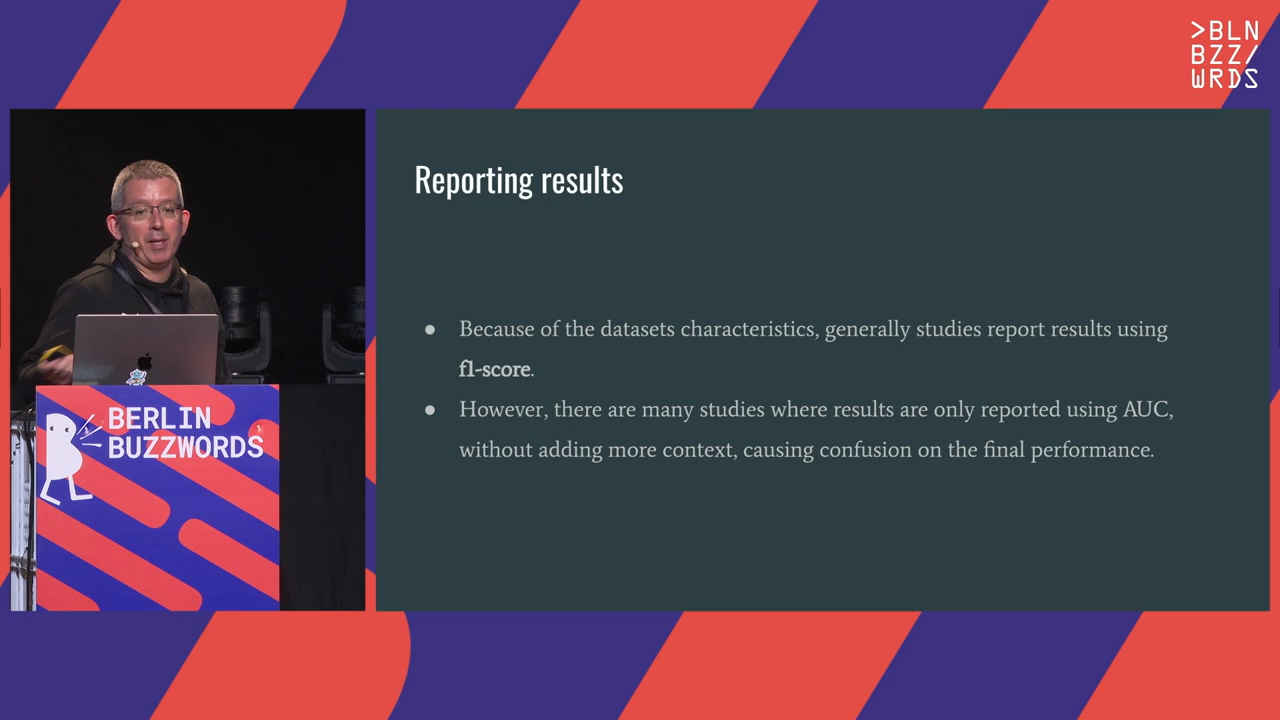 >BLN
BZZ/
WRDS
Reporting results
● Because of the datasets characteristics, generally studies report results using
f1-score.
● However, there are many studies where results are only reported using AUC,
without adding more context, causing confusion on the final performance.
BERLIN
BUZZWORDS